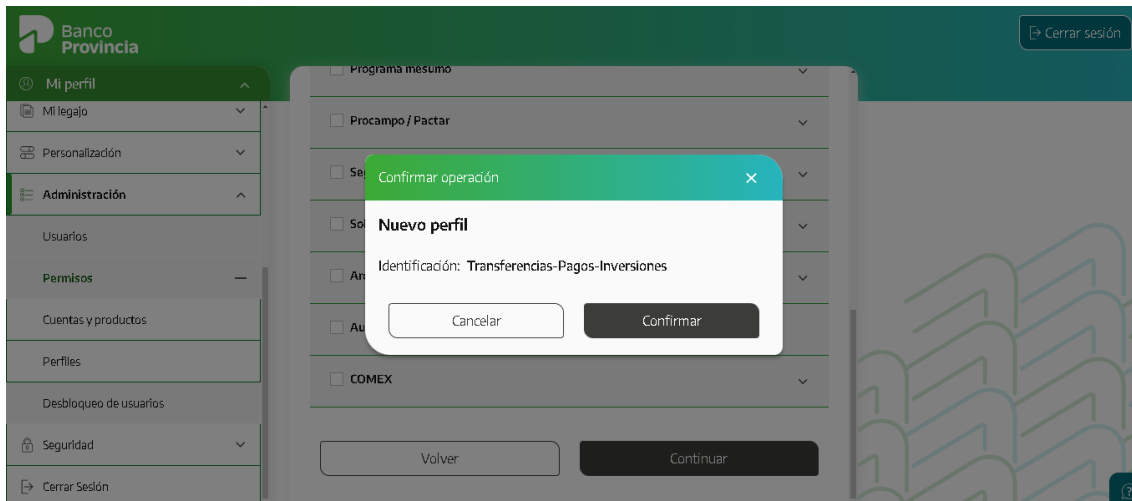 Banco
Provincia
Cerrar sesión
Mi perfil
Mi legajo
Personalización
Administración
Usuarios
Permisos
Cuentas y productos
Perfiles
Desbloqueo de usuarios
Seguridad
Cerrar Sesión
Programa mesumo
Procampo / Pactar
Confirmar operación
Nuevo perfil
Identificación: Transferencias-Pagos-Inversiones
Cancelar Confirmar
COMEX
Volver Continuar